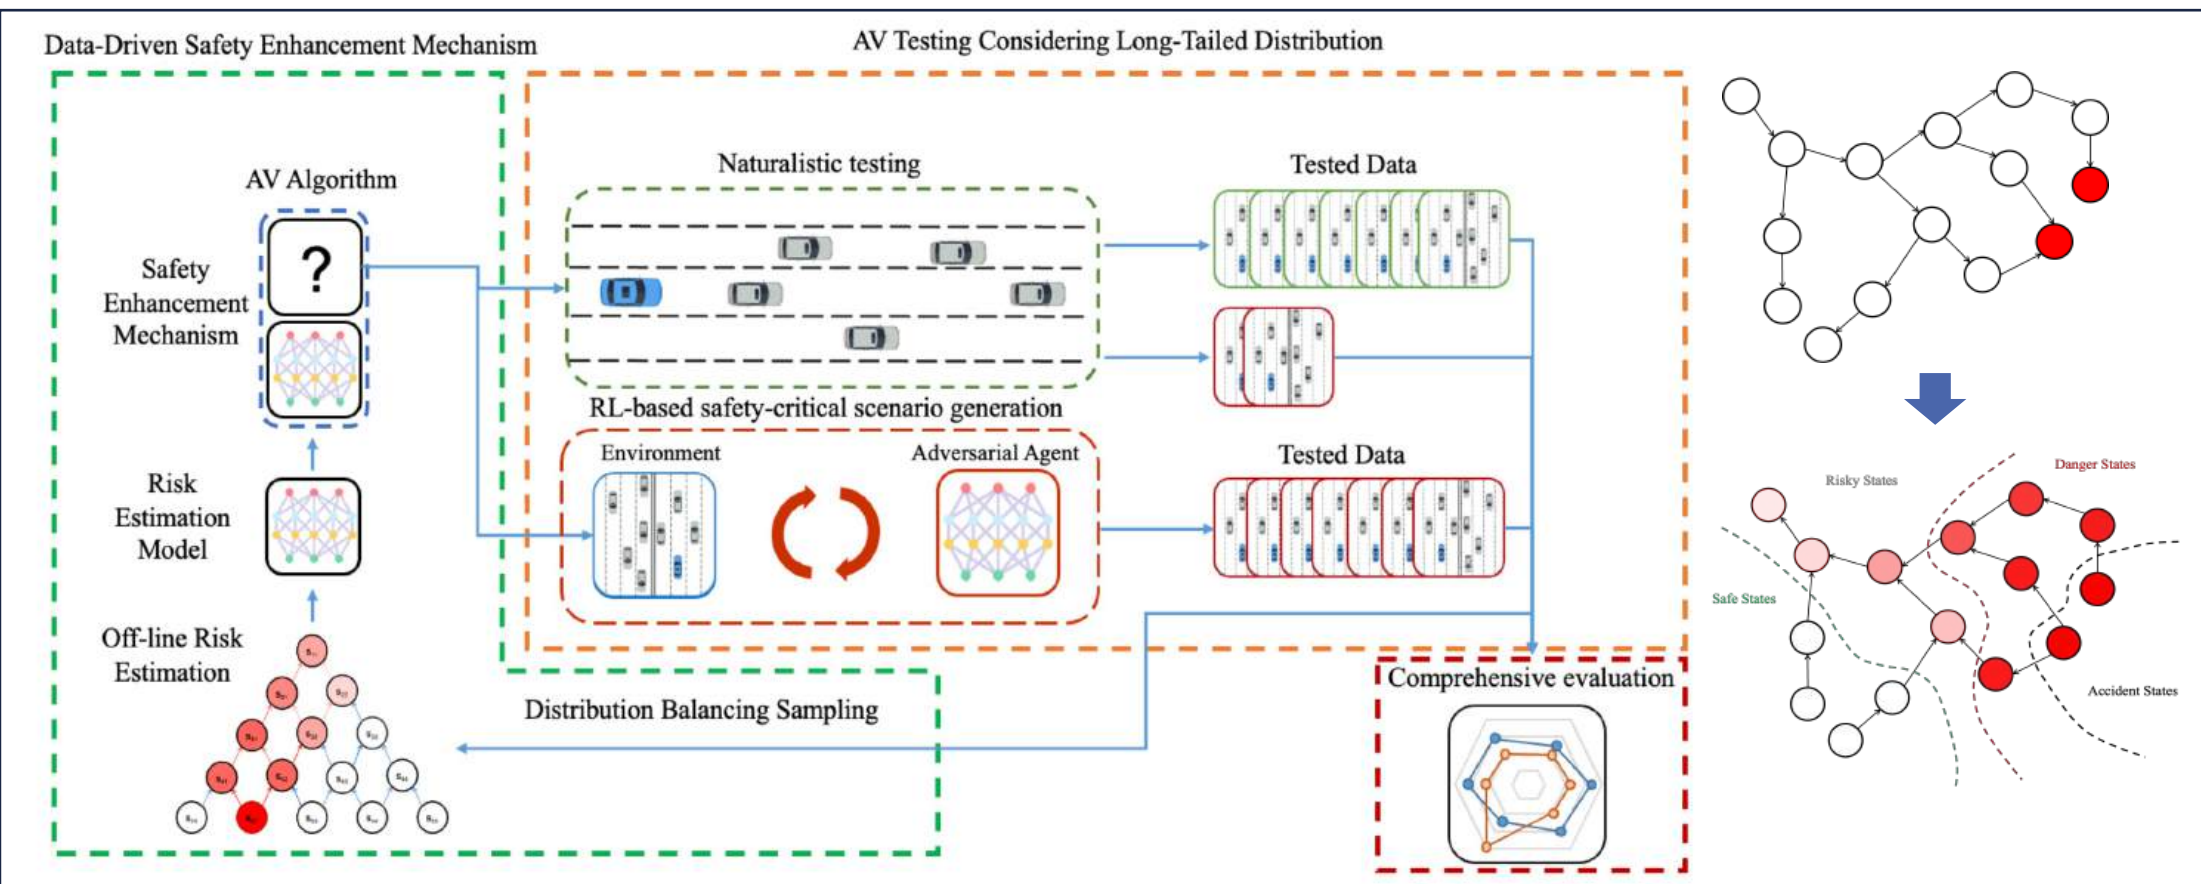 Data-Driven Safety Enhancement Mechanism
AV Testing Considering Long-Tailed Distribution
AV Algorithm
?
Safety
Enhancement
Mechanism
Risk
Estimation
Model
Off-line Risk
Estimation
Naturalistic testing
Tested Data
RL-based safety-critical scenario generation
Environment
Adversarial Agent
Tested Data
Distribution Balancing Sampling
Comprehensive evaluation
Risky States
Danger States
Safe States
Accident States